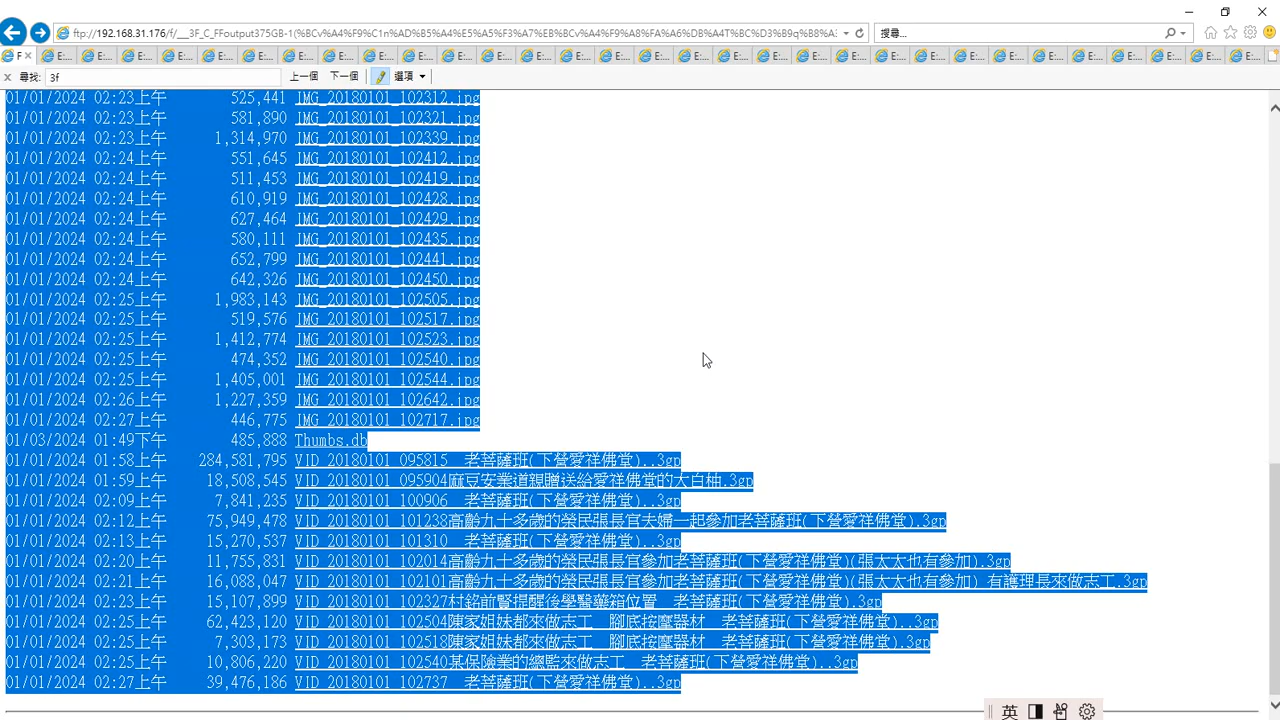 ftp://192.168.31.176/f/___3F_C_FFoutput375GB-1(%BCv%A4%F9%C1n%AD%B5%A4%E5%A5%F3%A7%EB%BCv%A4%F9%A8%FA%A6%DB%A4T%BC%D3%B9q%B8%A
搜尋...
尋找: 3f 上一個 下一個 選項
01/01/2024 02:23上午 525,441 IMG_20180101_102312.jpg
01/01/2024 02:23上午 581,890 IMG_20180101_102321.jpg
01/01/2024 02:23上午 1,314,970 IMG_20180101_102339.jpg
01/01/2024 02:24上午 551,645 IMG_20180101_102412.jpg
01/01/2024 02:24上午 511,453 IMG_20180101_102419.jpg
01/01/2024 02:24上午 610,919 IMG_20180101_102428.jpg
01/01/2024 02:24上午 627,464 IMG_20180101_102429.jpg
01/01/2024 02:24上午 580,111 IMG_20180101_102435.jpg
01/01/2024 02:24上午 652,799 IMG_20180101_102441.jpg
01/01/2024 02:24上午 642,326 IMG_20180101_102450.jpg
01/01/2024 02:25上午 1,983,143 IMG_20180101_102505.jpg
01/01/2024 02:25上午 519,576 IMG_20180101_102517.jpg
01/01/2024 02:25上午 1,412,774 IMG_20180101_102523.jpg
01/01/2024 02:25上午 474,352 IMG_20180101_102540.jpg
01/01/2024 02:25上午 1,405,001 IMG_20180101_102544.jpg
01/01/2024 02:26上午 1,227,359 IMG_20180101_102642.jpg
01/01/2024 02:27上午 446,775 IMG_20180101_102717.jpg
01/03/2024 01:49下午 485,888 Thumbs.db
01/01/2024 01:58上午 284,581,795 VID_20180101_095815__老菩薩班(下營愛祥佛堂)..3gp
01/01/2024 01:59上午 18,508,545 VID_20180101_095904麻豆安業道親贈送給愛祥佛堂的大白柚.3gp
01/01/2024 02:09上午 7,841,235 VID_20180101_100906__老菩薩班(下營愛祥佛堂)..3gp
01/01/2024 02:12上午 75,949,478 VID_20180101_101238高齡九十多歲的榮民張長官夫婦一起參加老菩薩班(下營愛祥佛堂).3gp
01/01/2024 02:13上午 15,270,537 VID_20180101_101310__老菩薩班(下營愛祥佛堂)..3gp
01/01/2024 02:20上午 11,755,831 VID_20180101_102014高齡九十多歲的榮民張長官參加老菩薩班(下營愛祥佛堂)(張太太也有參加).3gp
01/01/2024 02:21上午 16,088,047 VID_20180101_102101高齡九十多歲的榮民張長官參加老菩薩班(下營愛祥佛堂)(張太太也有參加)_有護理長來做志工.3gp
01/01/2024 02:23上午 15,107,899 VID_20180101_102327村銘前賢提醒後學醫藥箱位置__老菩薩班(下營愛祥佛堂).3gp
01/01/2024 02:25上午 62,423,120 VID_20180101_102504陳家姐妹都來做志工__腳底按摩器材__老菩薩班(下營愛祥佛堂)..3gp
01/01/2024 02:25上午 7,303,173 VID_20180101_102518陳家姐妹都來做志工__腳底按摩器材__老菩薩班(下營愛祥佛堂).3gp
01/01/2024 02:25上午 10,806,220 VID_20180101_102540某保險業的總監來做志工__老菩薩班(下營愛祥佛堂)..3gp
01/01/2024 02:27上午 39,476,186 VID_20180101_102737__老菩薩班(下營愛祥佛堂)..3gp
英